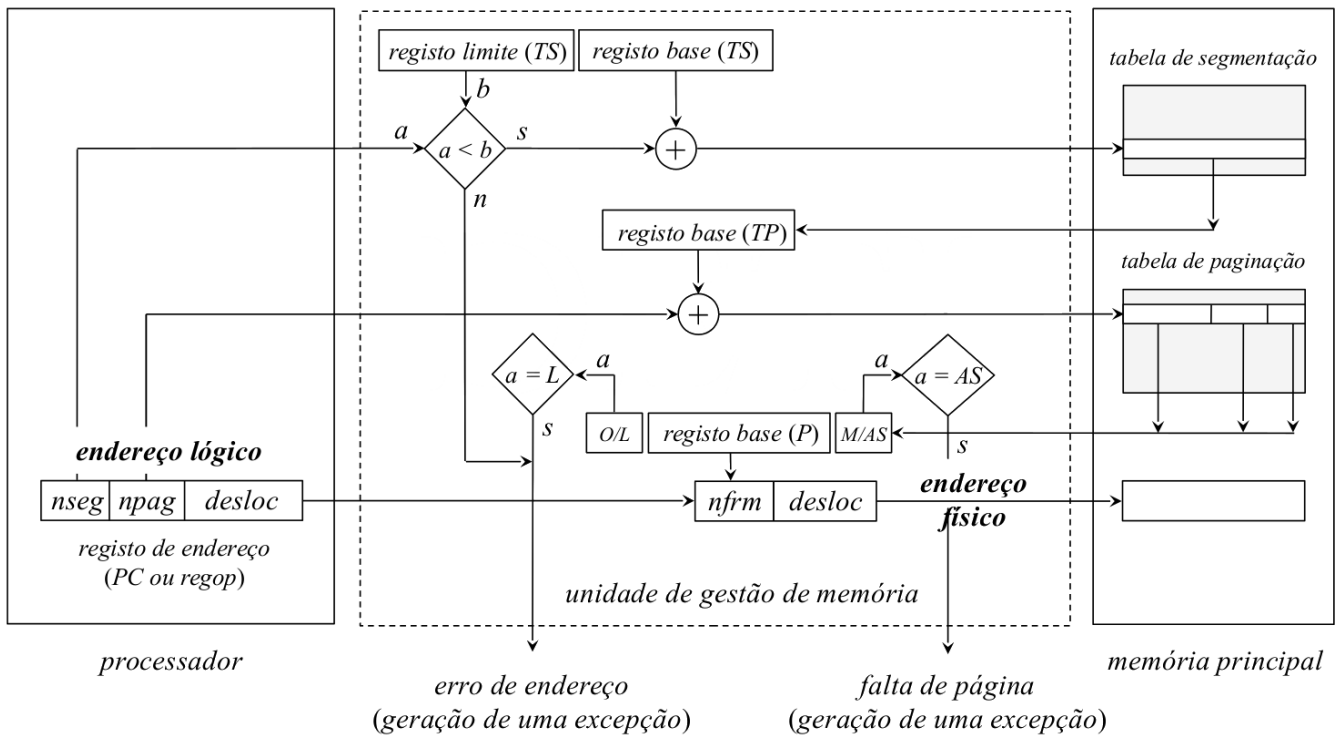 registo limite (TS)
registo base (TS)
tabela de segmentação
b
a
a < b
s
+
n
registo base (TP)
tabela de paginação
+
a
a = L
a
a = AS
s
O/L
registo base (P)
M/AS
s
endereço lógico
endereço
físico
nseg
npag
desloc
nfrm
desloc
registo de endereço
(PC ou regop)
unidade de gestão de memória
processador
memória principal
erro de endereço
(geração de uma excepção)
falta de página
(geração de uma excepção)